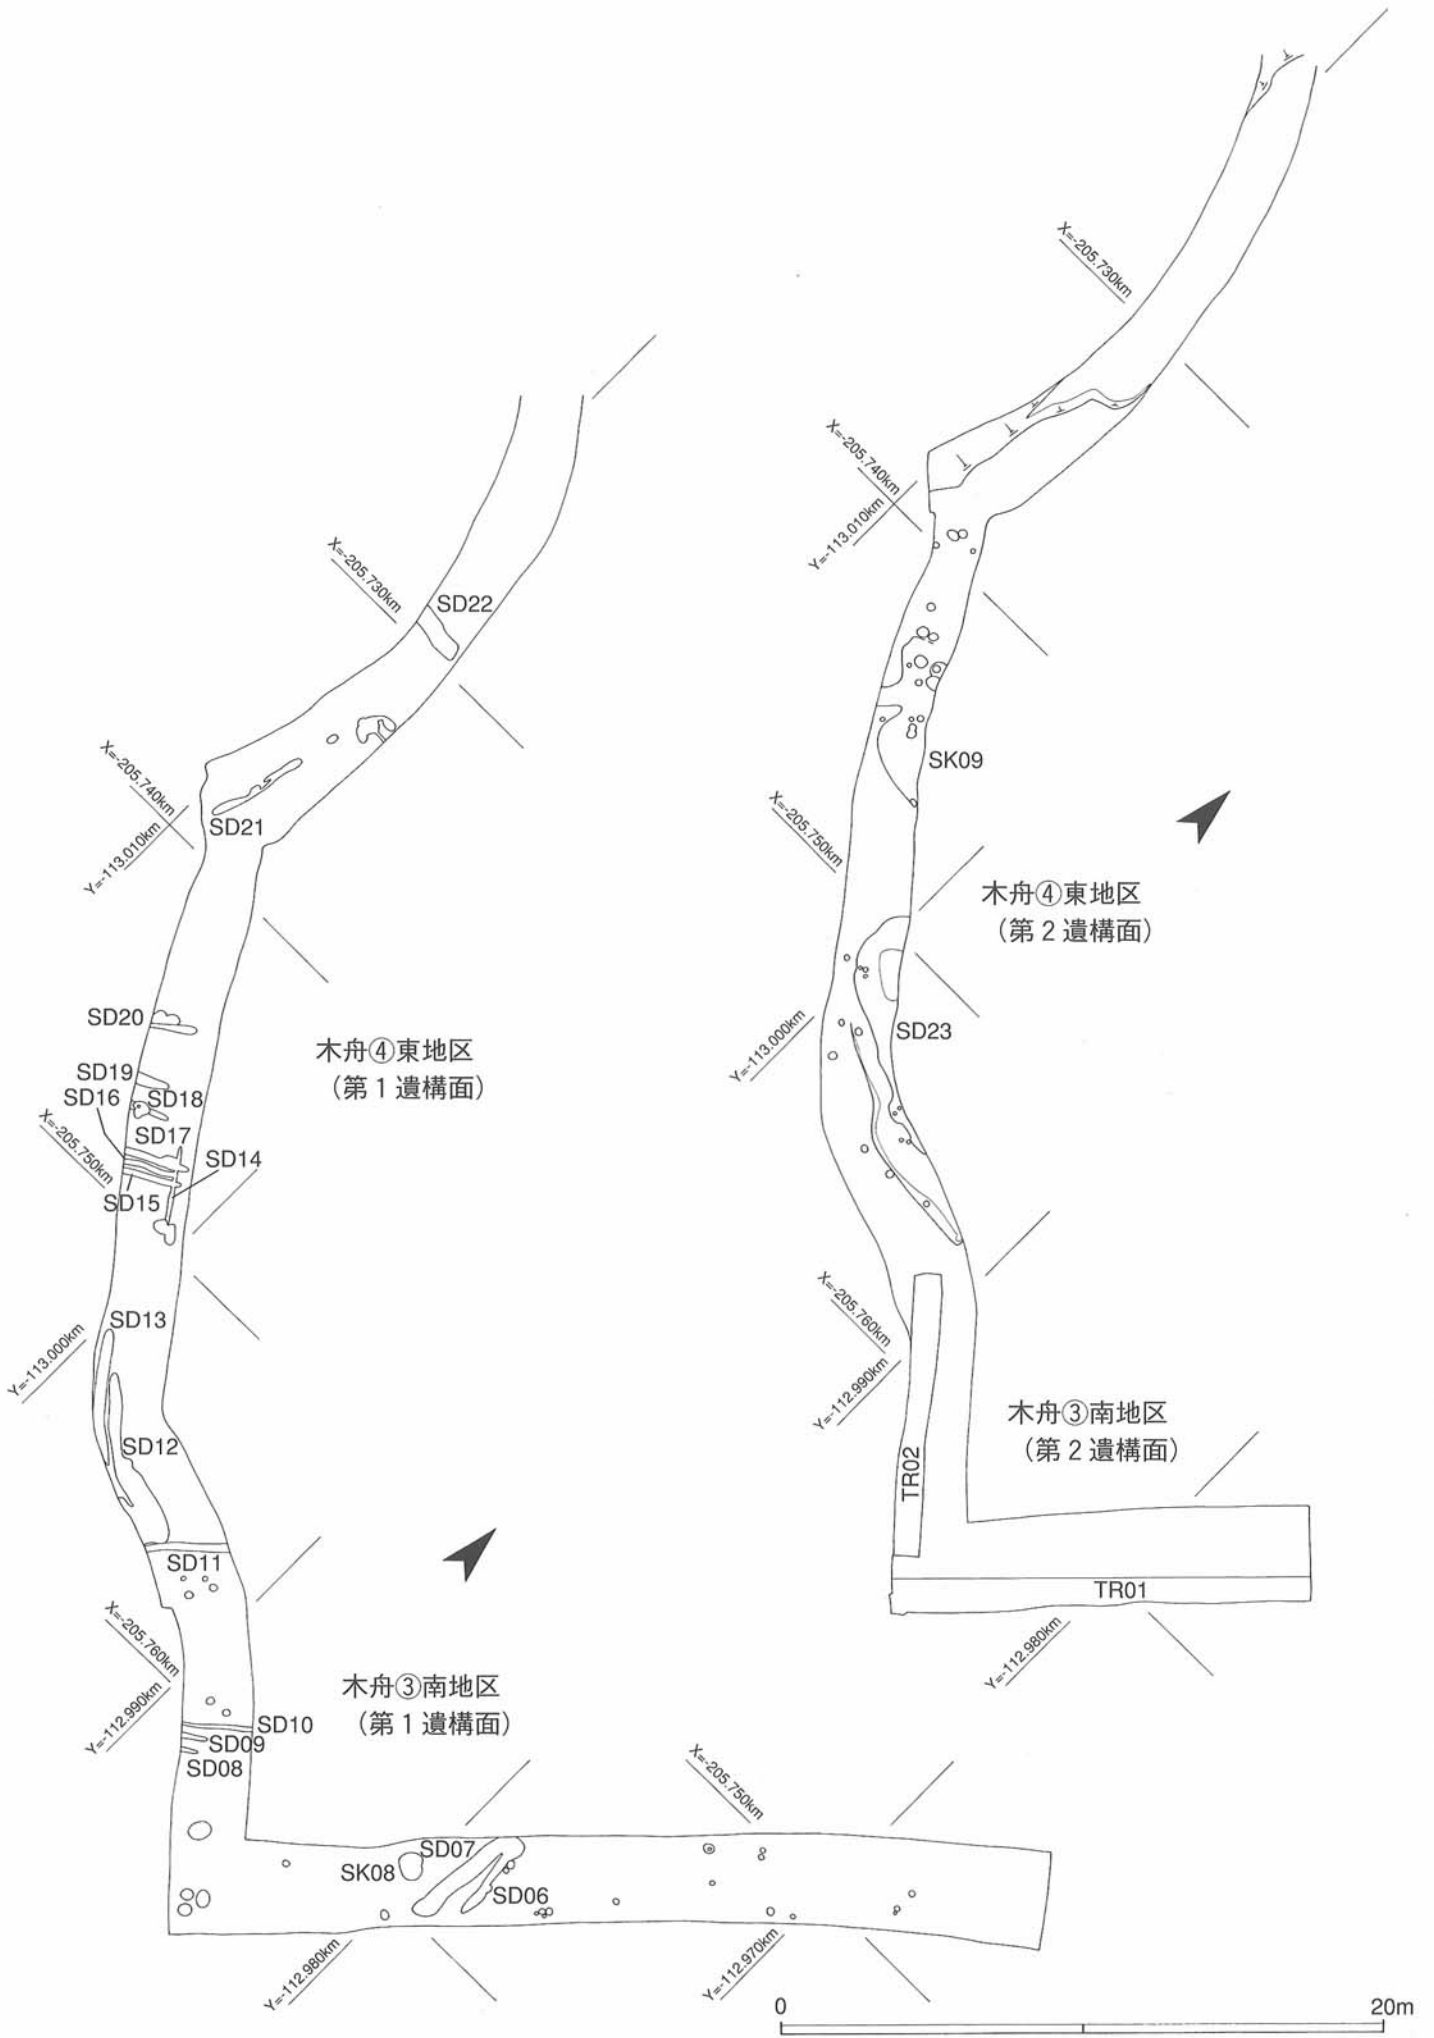 X=-205.730km
SD22
X=-205.740km
Y=-113.010km
SD21
SD20
SD19
SD16
SD18
X=-205.750km
SD17
SD14
SD15
木舟④東地区
（第1遺構面）
SD13
Y=-113.000km
SD12
SD11
X=-205.760km
Y=-112.990km
木舟③南地区
（第1遺構面）
SD10
SD09
SD08
SD07
SK08
SD06
X=-205.750km
Y=-112.980km
Y=-112.970km
X=-205.730km
X=-205.740km
Y=-113.010km
SK09
X=-205.750km
木舟④東地区
（第2遺構面）
SD23
Y=-113.000km
X=-205.760km
Y=-112.990km
木舟③南地区
（第2遺構面）
TR02
TR01
Y=-112.980km
0
20m